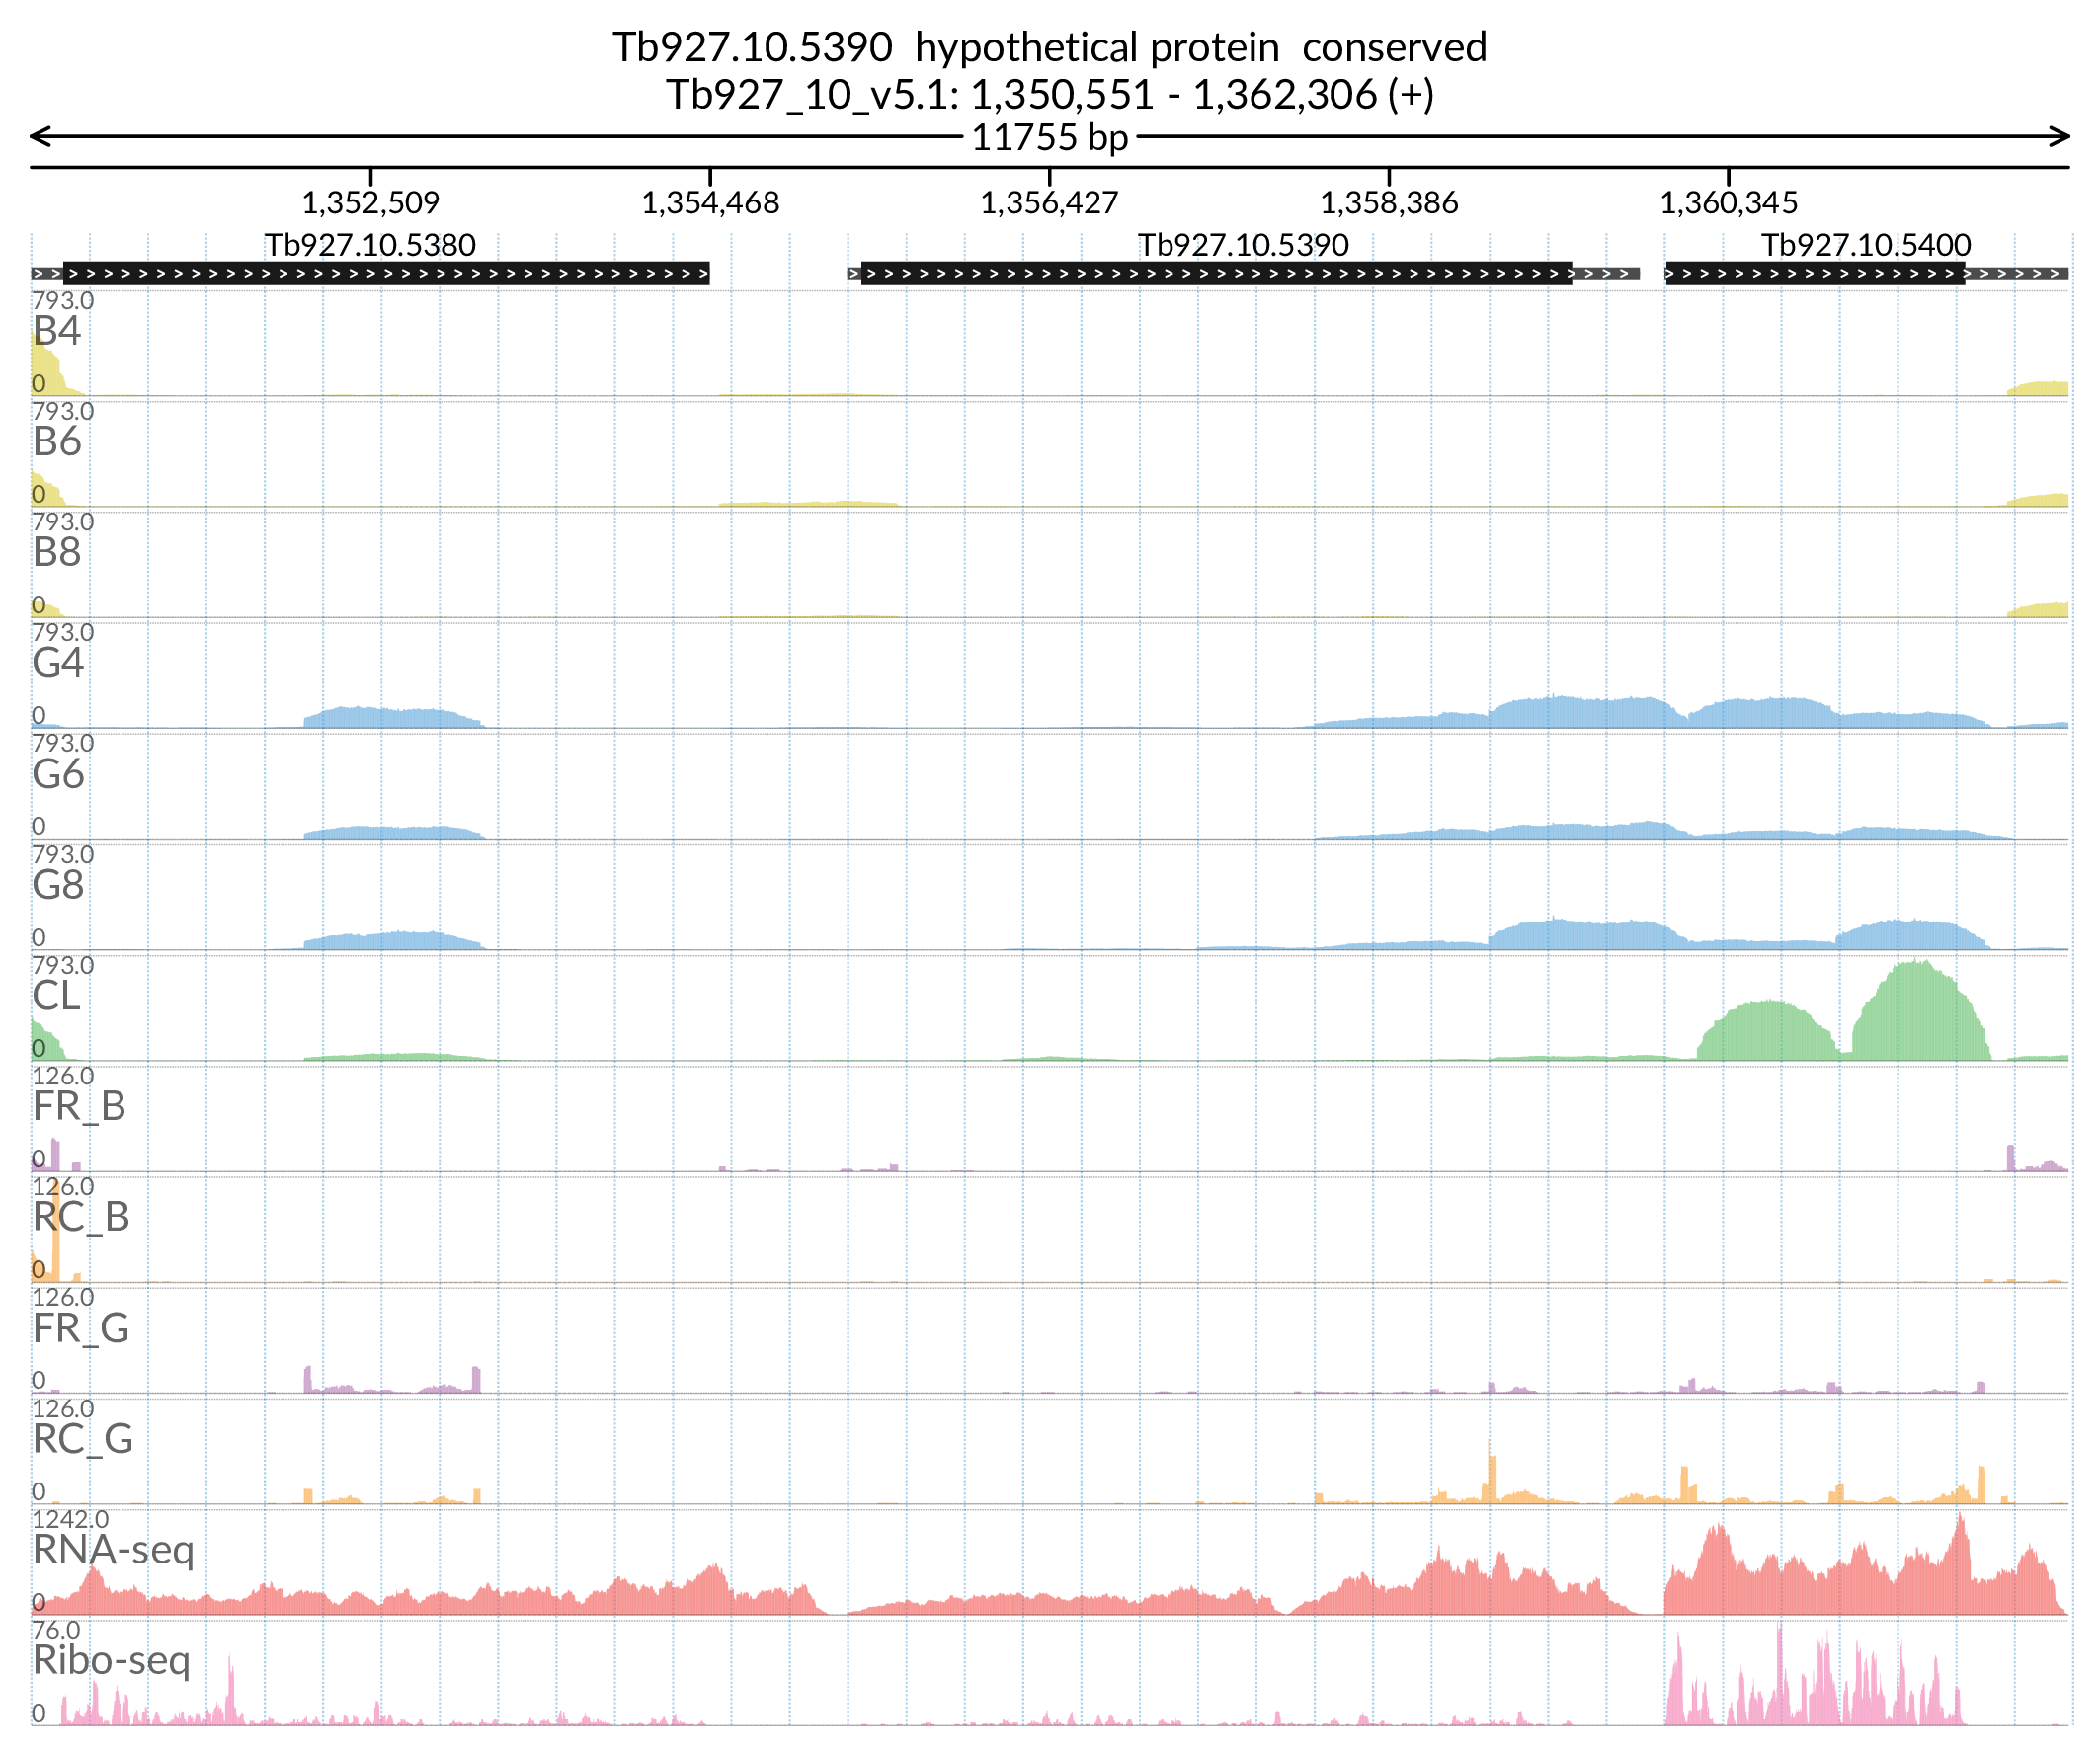 Tb927.10.5390  hypothetical protein  conserved
Tb927_10_v5.1: 1,350,551 - 1,362,306 (+)
11755 bp
1,352,509 1,354,468 1,356,427 1,358,386 1,360,345
Tb927.10.5380 Tb927.10.5390 Tb927.10.5400
793.0
B4
0
793.0
B6
0
793.0
B8
0
793.0
G4
0
793.0
G6
0
793.0
G8
0
793.0
CL
0
126.0
FR_B
0
126.0
RC_B
0
126.0
FR_G
0
126.0
RC_G
0
1242.0
RNA-seq
0
76.0
Ribo-seq
0